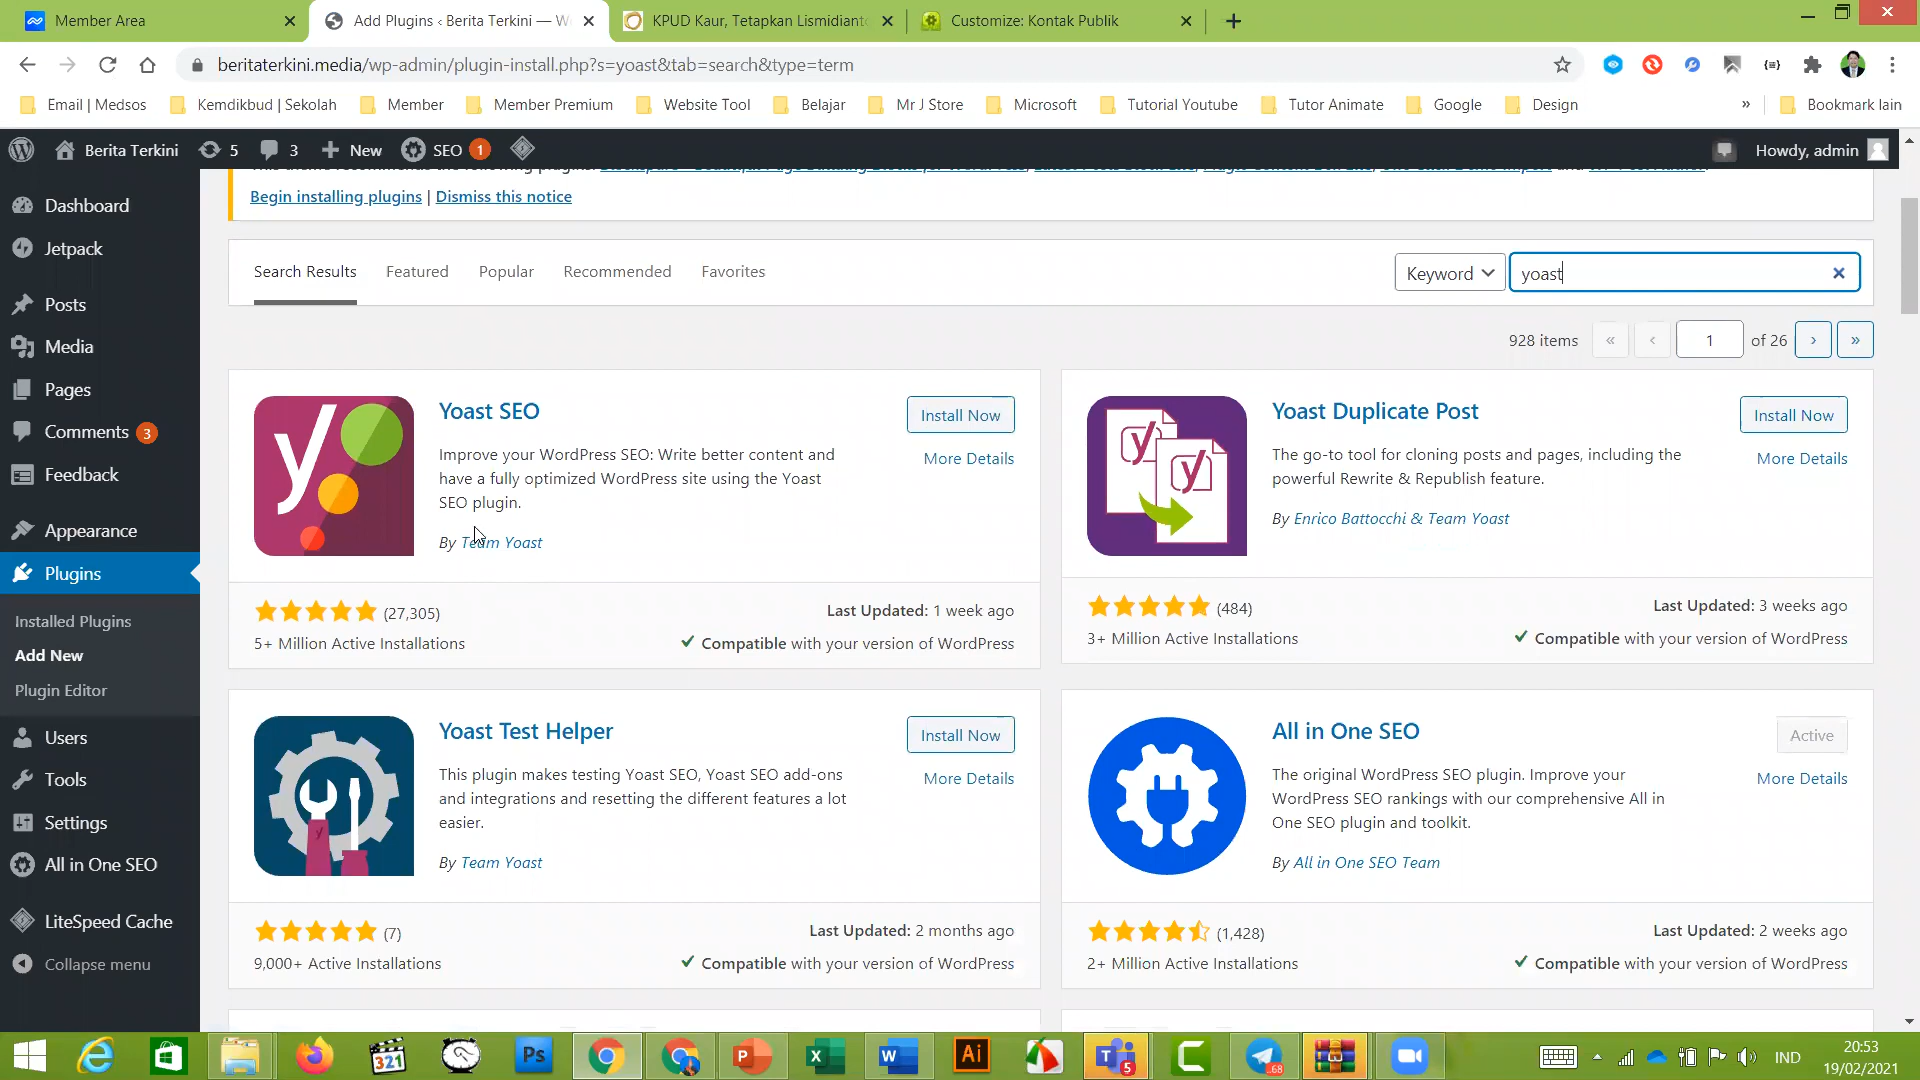 Member Area
Add Plugins ‹ Berita Terkini — W
KPUD Kaur, Tetapkan Lismidiant
Customize: Kontak Publik
beritaterkini.media/wp-admin/plugin-install.php?s=yoast&tab=search&type=term
Email | Medsos
Kemdikbud | Sekolah
Member
Member Premium
Website Tool
Belajar
Mr J Store
Microsoft
Tutorial Youtube
Tutor Animate
Google
Design
»
Bookmark lain
Berita Terkini
5
3
New
SEO 1
Howdy, admin
Begin installing plugins | Dismiss this notice
Dashboard
Jetpack
Posts
Media
Pages
Comments 3
Feedback
Appearance
Plugins
Installed Plugins
Add New
Plugin Editor
Users
Tools
Settings
All in One SEO
LiteSpeed Cache
Collapse menu
Search Results
Featured
Popular
Recommended
Favorites
Keyword
yoast
928 items
«
‹
1
of 26
›
»
Yoast SEO
Install Now
More Details
Improve your WordPress SEO: Write better content and
have a fully optimized WordPress site using the Yoast
SEO plugin.
By Team Yoast
(27,305)
Last Updated: 1 week ago
5+ Million Active Installations
Compatible with your version of WordPress
Yoast Duplicate Post
Install Now
More Details
The go-to tool for cloning posts and pages, including the
powerful Rewrite & Republish feature.
By Enrico Battocchi & Team Yoast
(484)
Last Updated: 3 weeks ago
3+ Million Active Installations
Compatible with your version of WordPress
Yoast Test Helper
Install Now
More Details
This plugin makes testing Yoast SEO, Yoast SEO add-ons
and integrations and resetting the different features a lot
easier.
By Team Yoast
(7)
Last Updated: 2 months ago
9,000+ Active Installations
Compatible with your version of WordPress
All in One SEO
Active
More Details
The original WordPress SEO plugin. Improve your
WordPress SEO rankings with our comprehensive All in
One SEO plugin and toolkit.
By All in One SEO Team
(1,428)
Last Updated: 2 weeks ago
2+ Million Active Installations
Compatible with your version of WordPress
321
Ps
Ai
5
68
IND
20:53
19/02/2021